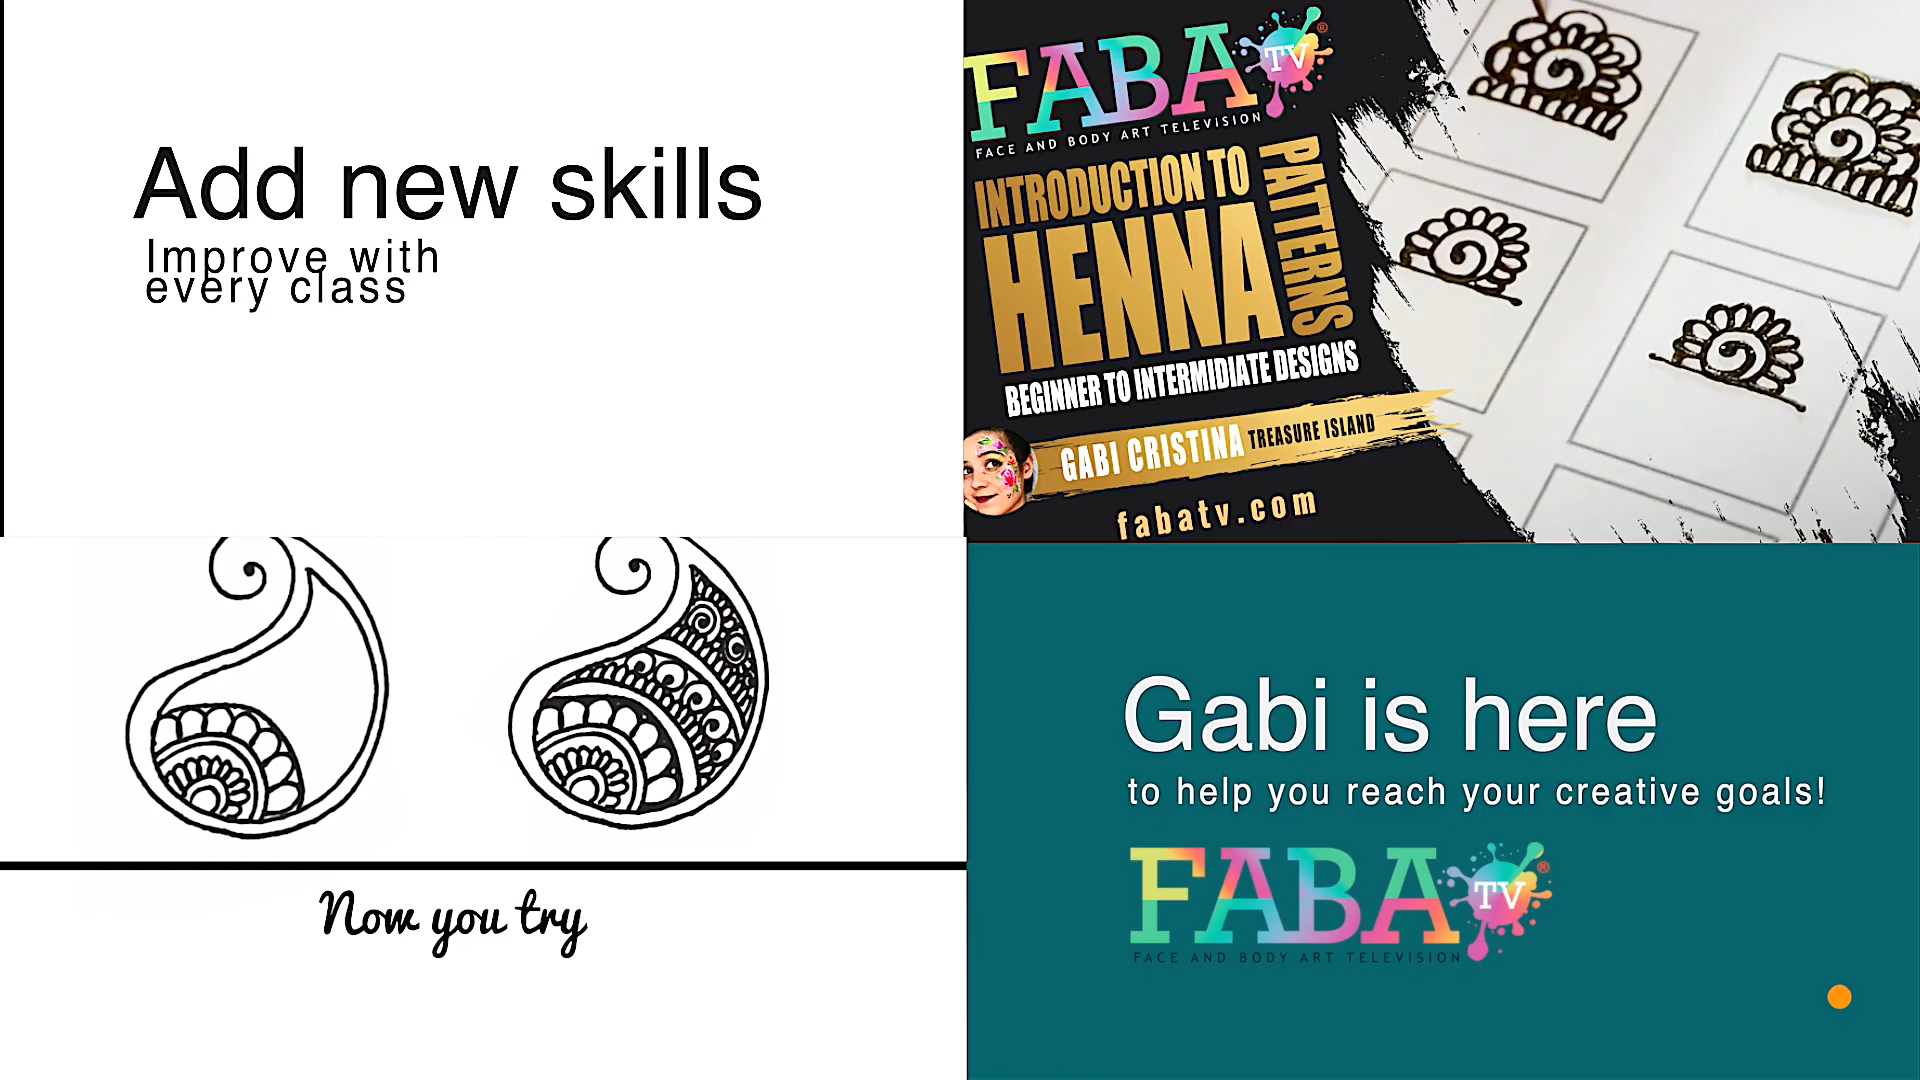 Add new skills
Improve with
every class
FABA TV®
FACE AND BODY ART TELEVISION
INTRODUCTION TO
HENNA
PATTERNS
BEGINNER TO INTERMIDIATE DESIGNS
GABI CRISTINA TREASURE ISLAND
fabatv.com
Now you try
Gabi is here
to help you reach your creative goals!
FABA TV®
FACE AND BODY ART TELEVISION